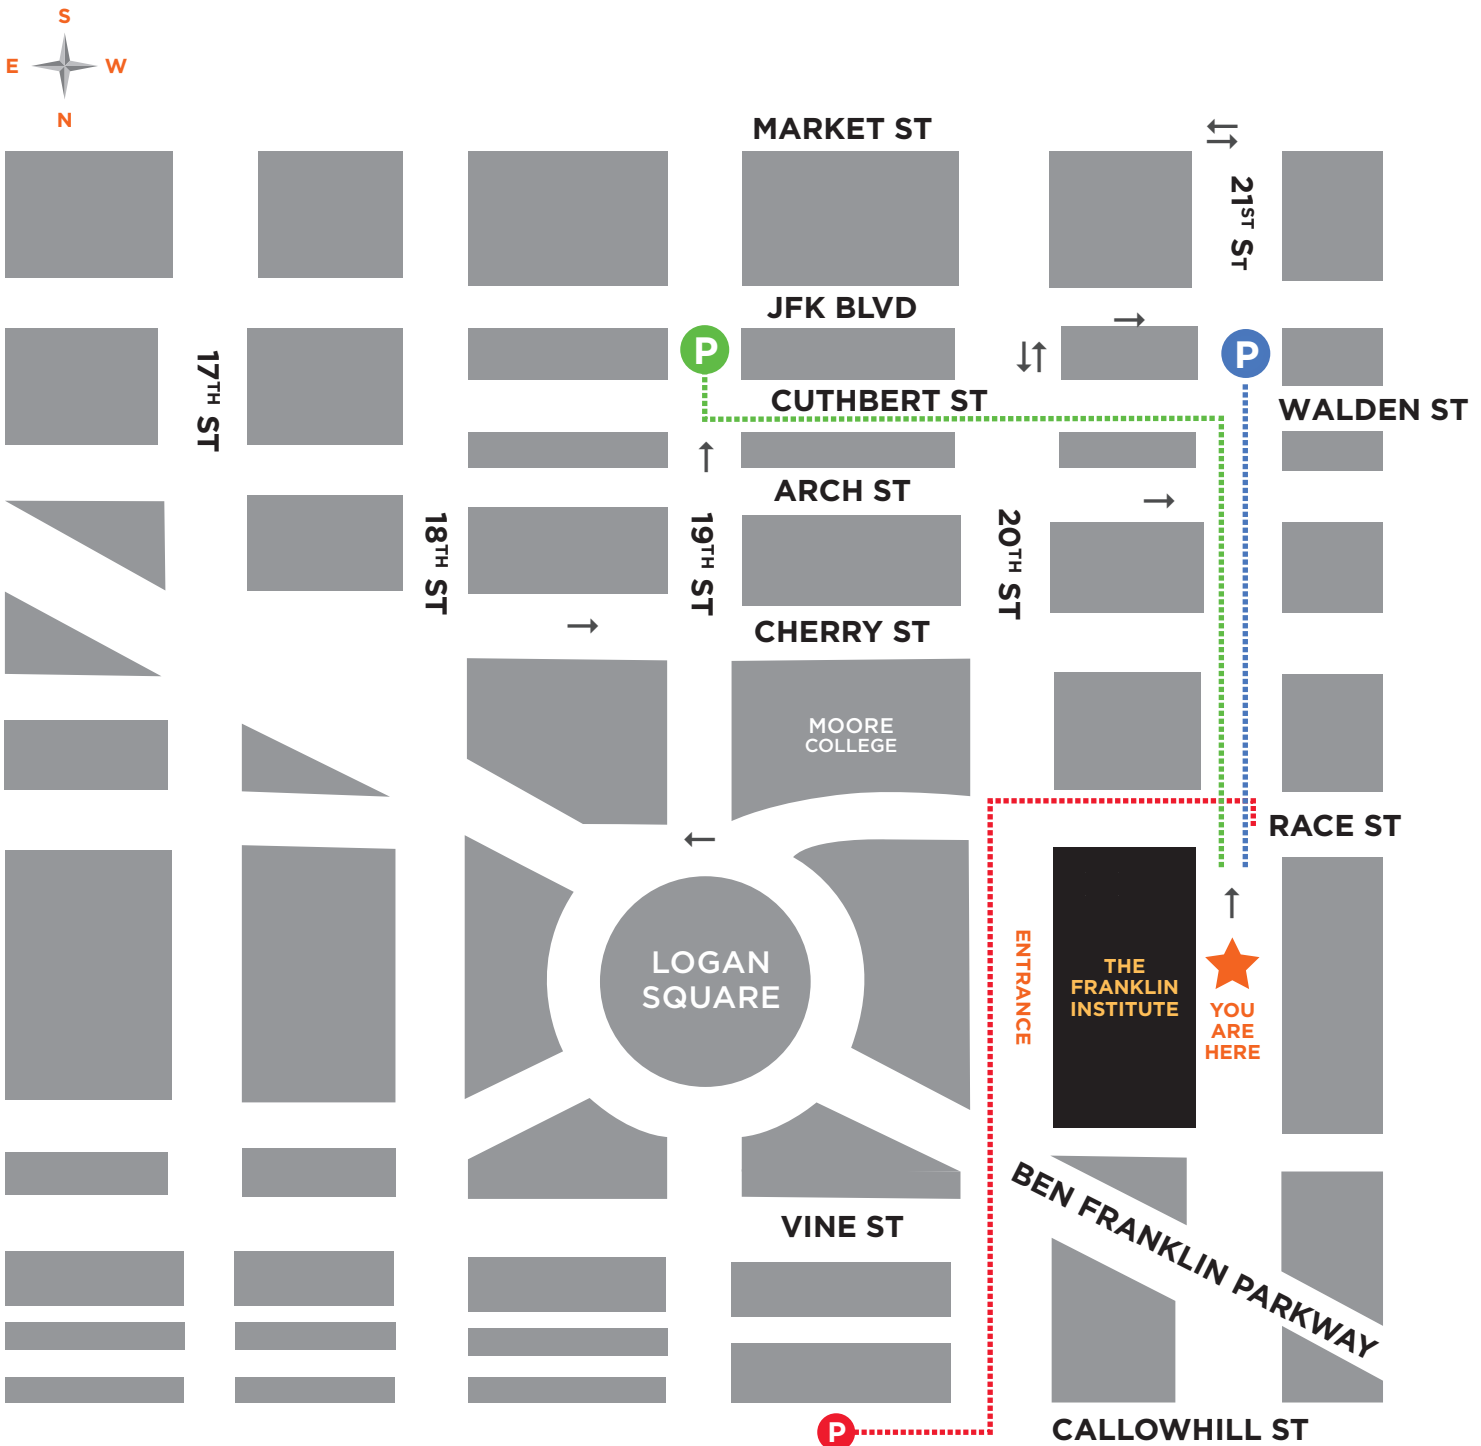 S
E
W
N
MARKET ST
21ST ST
JFK BLVD
P
P
17TH ST
CUTHBERT ST
WALDEN ST
ARCH ST
18TH ST
19TH ST
20TH ST
CHERRY ST
MOORE
COLLEGE
RACE ST
LOGAN
SQUARE
ENTRANCE
THE
FRANKLIN
INSTITUTE
YOU
ARE
HERE
BEN FRANKLIN PARKWAY
VINE ST
P
CALLOWHILL ST